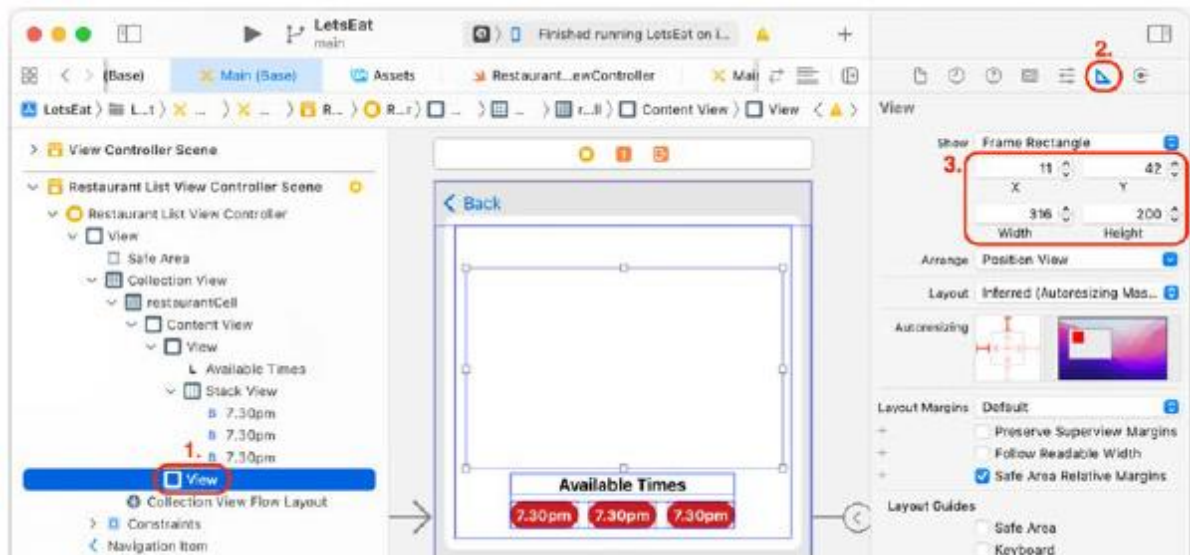 LetsEat
main
Finished running LetsEat on i...
(Base)
Main (Base)
Assets
Restaurant...ewController
Mai
2.
LetsEat
L...t
R...
R...r
r...ll
Content View
View
View
View Controller Scene
Show
Frame Rectangle
3.
11
42
X
Y
Restaurant List View Controller Scene
Back
Restaurant List View Controller
316
200
View
Width
Height
Safe Area
Arrange
Position View
Collection View
restaurantCell
Layout
Inferred (Autoresizing Mas...
Content View
View
Autoresizing
L Available Times
Stack View
B 7.30pm
B 7.30pm
Layout Margins
Default
1.
B 7.30pm
Preserve Superview Margins
Follow Readable Width
View
Available Times
Safe Area Relative Margins
Collection View Flow Layout
7.30pm
7.30pm
7.30pm
Layout Guides
Constraints
Safe Area
Navigation Item
Keyboard